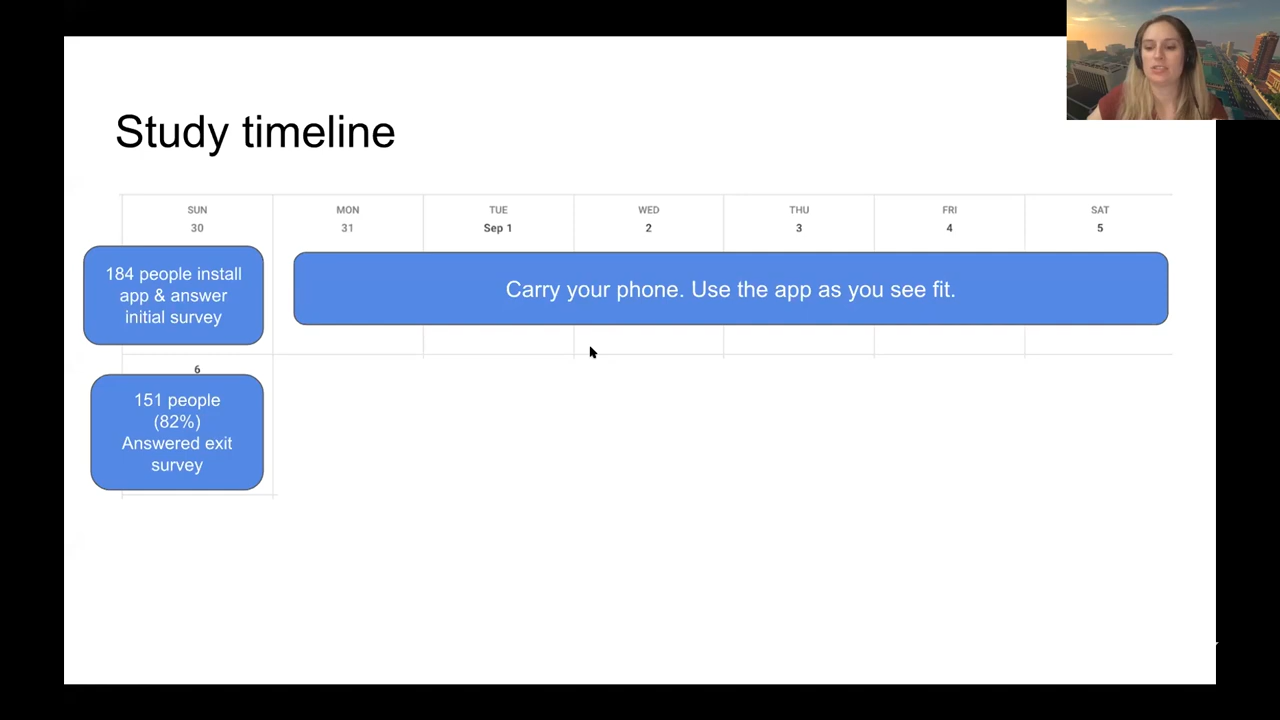 Study timeline
SUN MON TUE WED THU FRI SAT
30 31 Sep 1 2 3 4 5
184 people install
app & answer
initial survey
Carry your phone. Use the app as you see fit.
6
151 people
(82%)
Answered exit
survey